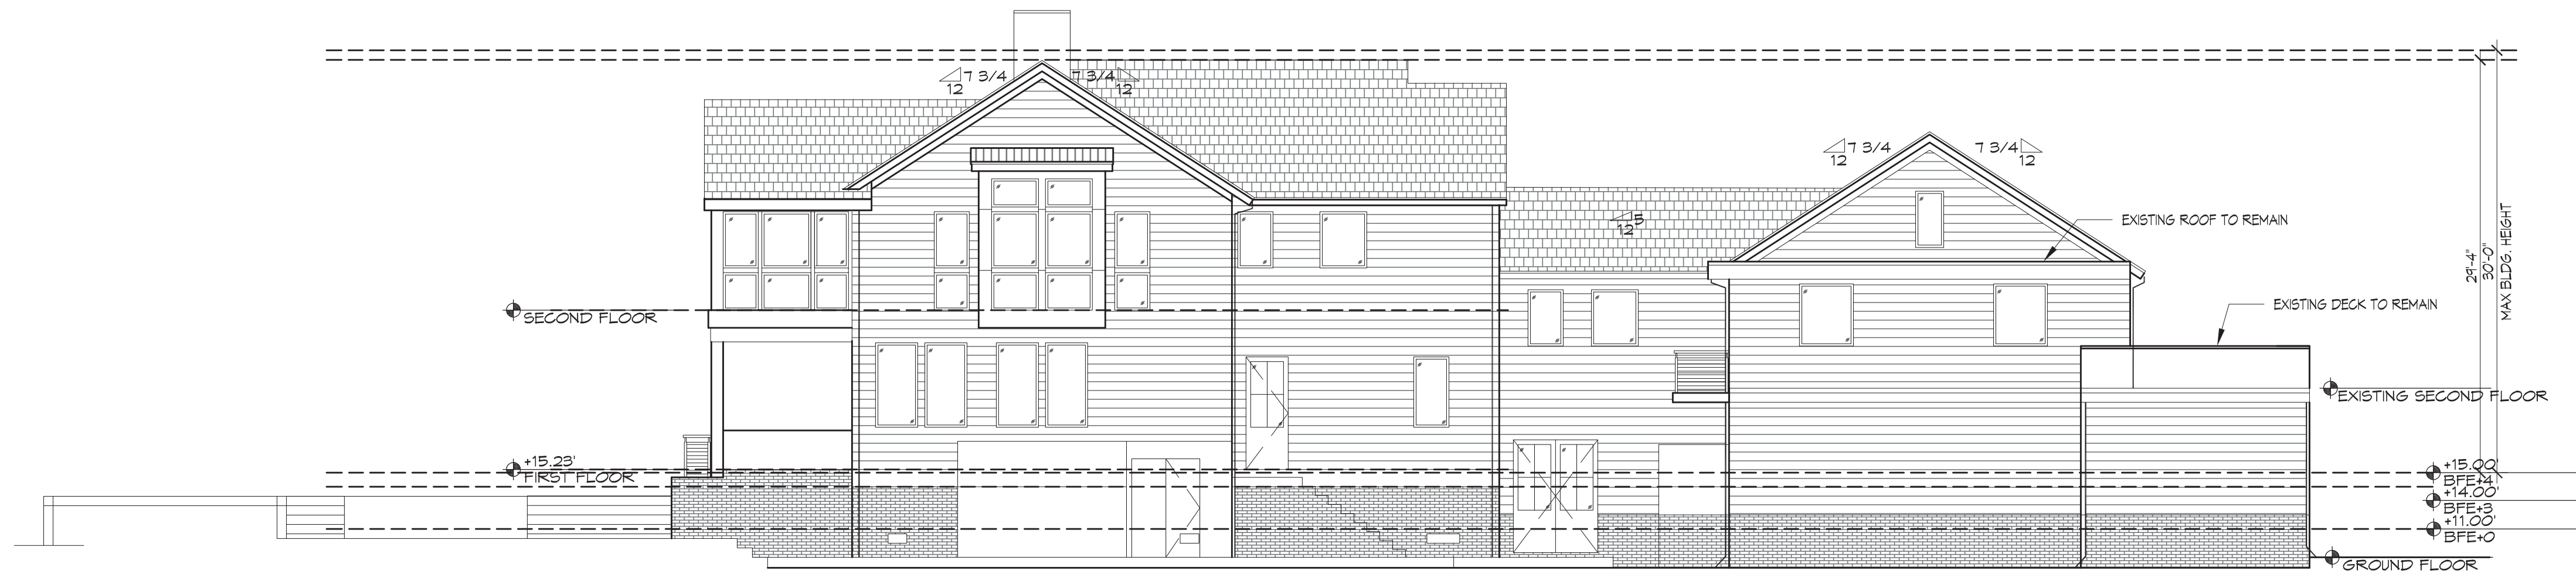 7 3/4
12
7 3/4
12
7 3/4
12
7 3/4
12
5
12
EXISTING ROOF TO REMAIN
EXISTING DECK TO REMAIN
29'-4"
30'-0"
MAX BLDG. HEIGHT
SECOND FLOOR
EXISTING SECOND FLOOR
+15.23'
FIRST FLOOR
+15.00'
BFE+4
+14.00'
BFE+3
+11.00'
BFE+0
GROUND FLOOR